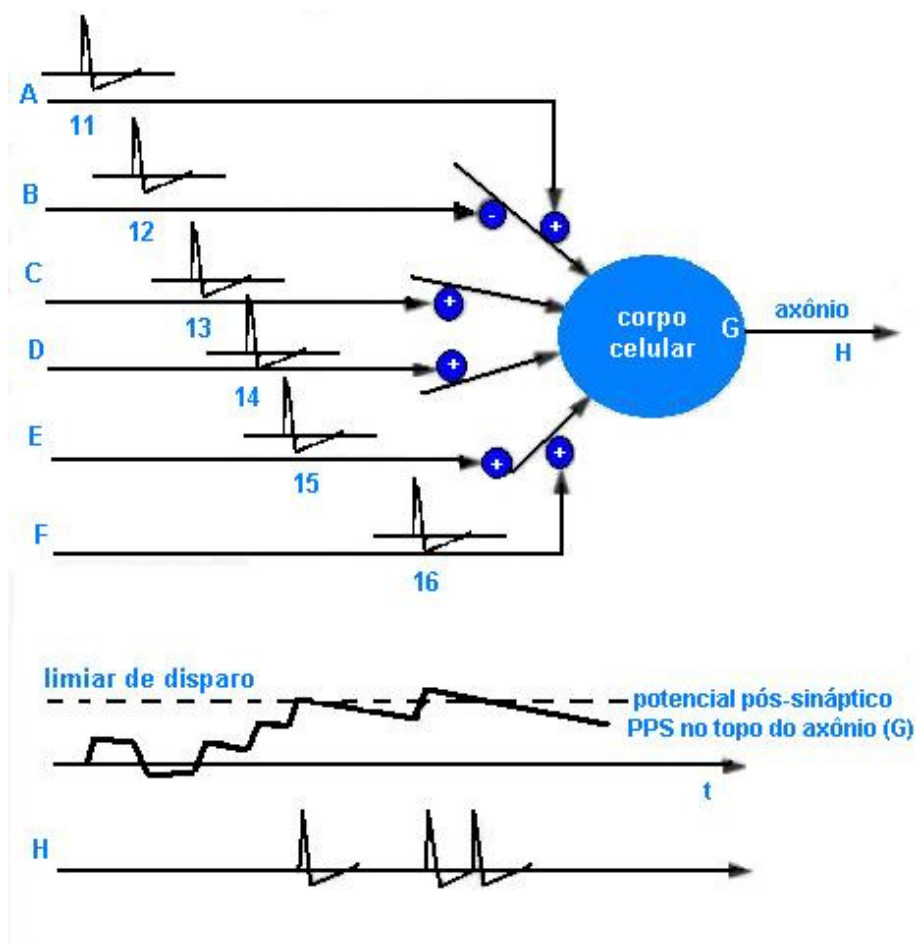 A
11
B
12
-
+
C
13
+
D
14
+
E
15
+
+
F
16
corpo
celular
G
axônio
H
limiar de disparo
potencial pós-sináptico
PPS no topo do axônio (G)
t
H